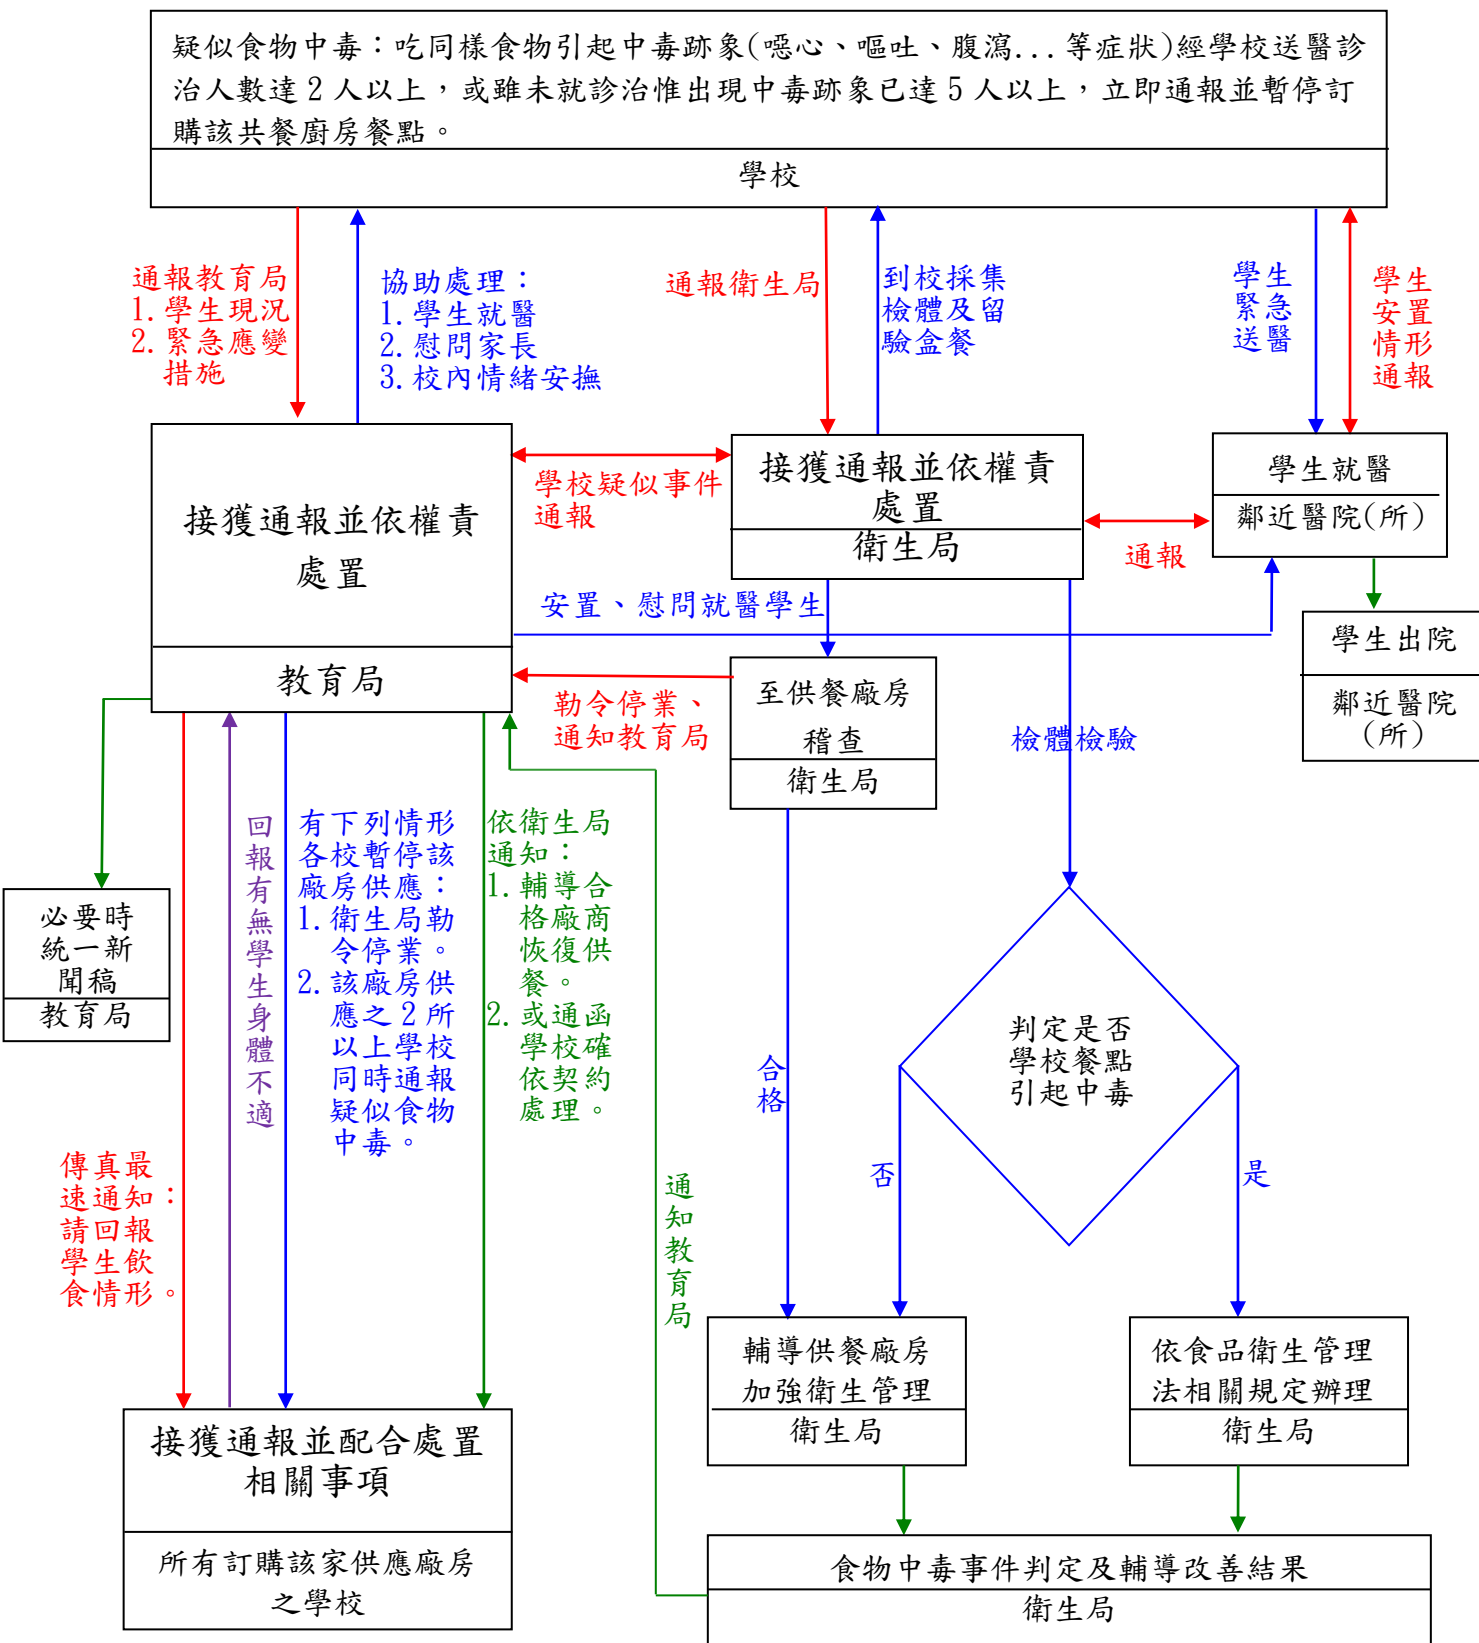 疑似食物中毒：吃同樣食物引起中毒跡象(噁心、嘔吐、腹瀉...等症狀)經學校送醫診
治人數達2人以上，或雖未就診治惟出現中毒跡象已達5人以上，立即通報並暫停訂
購該共餐廚房餐點。
學校
通報教育局
1.學生現況
2.緊急應變
措施
協助處理：
1.學生就醫
2.慰問家長
3.校內情緒安撫
通報衛生局
到校採集
檢體及留
驗盒餐
學生
緊急
送醫
學生
安置
情形
通報
接獲通報並依權責
處置
教育局
學校疑似事件
通報
接獲通報並依權責
處置
衛生局
通報
學生就醫
鄰近醫院(所)
安置、慰問就醫學生
學生出院
鄰近醫院
(所)
勒令停業、
通知教育局
至供餐廠房
稽查
衛生局
檢體檢驗
必要時
統一新
聞稿
教育局
回報有無學生身體不適
有下列情形
各校暫停該
廠房供應：
1.衛生局勒
令停業。
2.該廠房供
應之2所
以上學校
同時通報
疑似食物
中毒。
依衛生局
通知：
1.輔導合
格廠商
恢復供
餐。
2.或通函
學校確
依契約
處理。
傳真最
速通知：
請回報
學生飲
食情形。
通知教育局
合格
判定是否
學校餐點
引起中毒
否
是
輔導供餐廠房
加強衛生管理
衛生局
依食品衛生管理
法相關規定辦理
衛生局
接獲通報並配合處置
相關事項
所有訂購該家供應廠房
之學校
食物中毒事件判定及輔導改善結果
衛生局